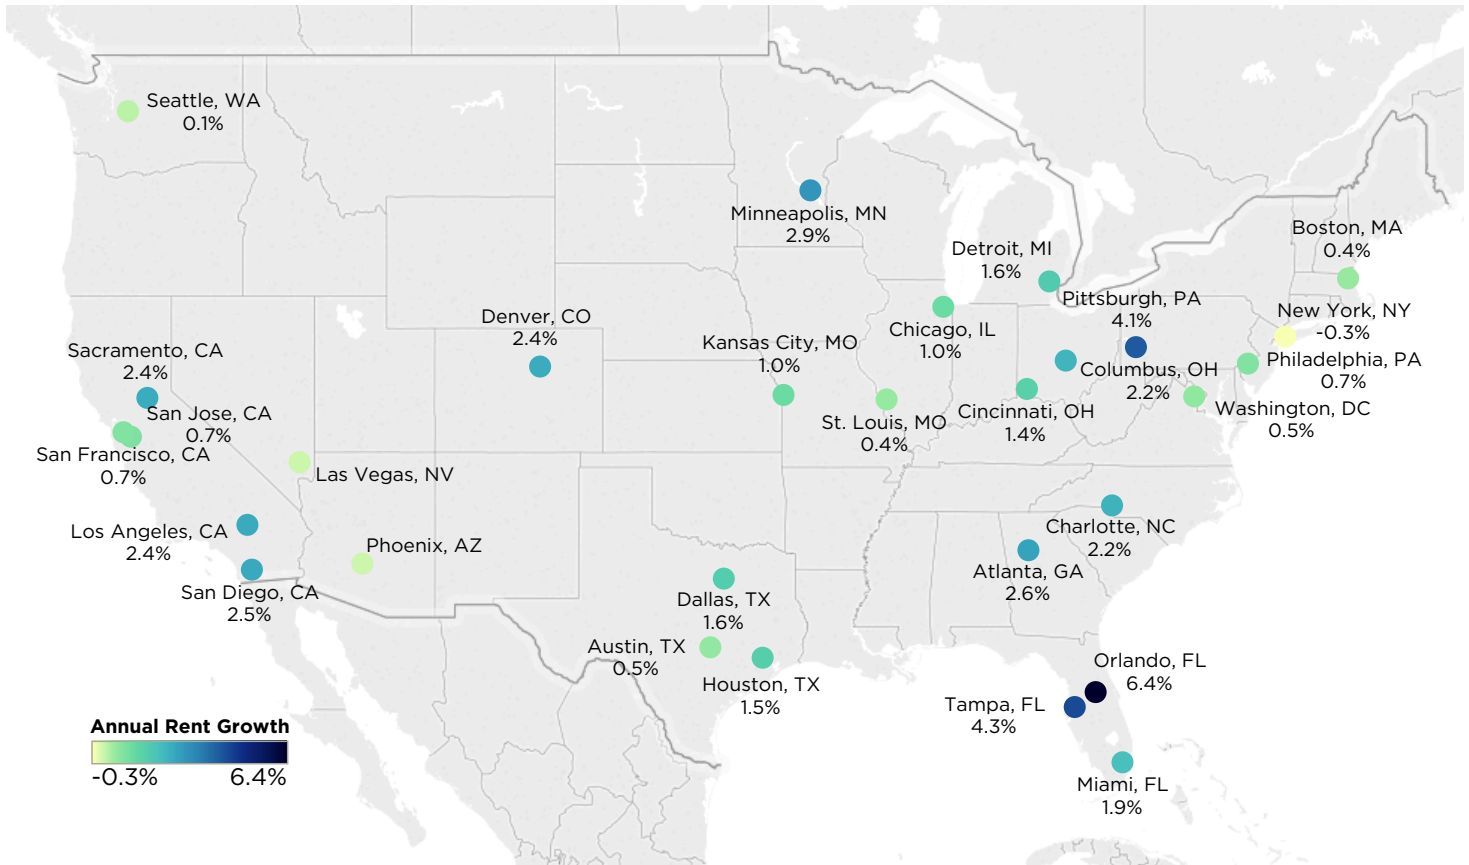 Seattle, WA
0.1%
Minneapolis, MN
2.9%
Boston, MA
0.4%
Detroit, MI
1.6%
Pittsburgh, PA
4.1%
New York, NY
-0.3%
Denver, CO
2.4%
Chicago, IL
1.0%
Kansas City, MO
1.0%
Sacramento, CA
2.4%
Philadelphia, PA
0.7%
Columbus, OH
2.2%
San Jose, CA
0.7%
Cincinnati, OH
1.4%
Washington, DC
0.5%
St. Louis, MO
0.4%
San Francisco, CA
0.7%
Las Vegas, NV
Los Angeles, CA
2.4%
Phoenix, AZ
Charlotte, NC
2.2%
Atlanta, GA
2.6%
San Diego, CA
2.5%
Dallas, TX
1.6%
Austin, TX
0.5%
Houston, TX
1.5%
Orlando, FL
6.4%
Tampa, FL
4.3%
Miami, FL
1.9%
Annual Rent Growth
-0.3%
6.4%